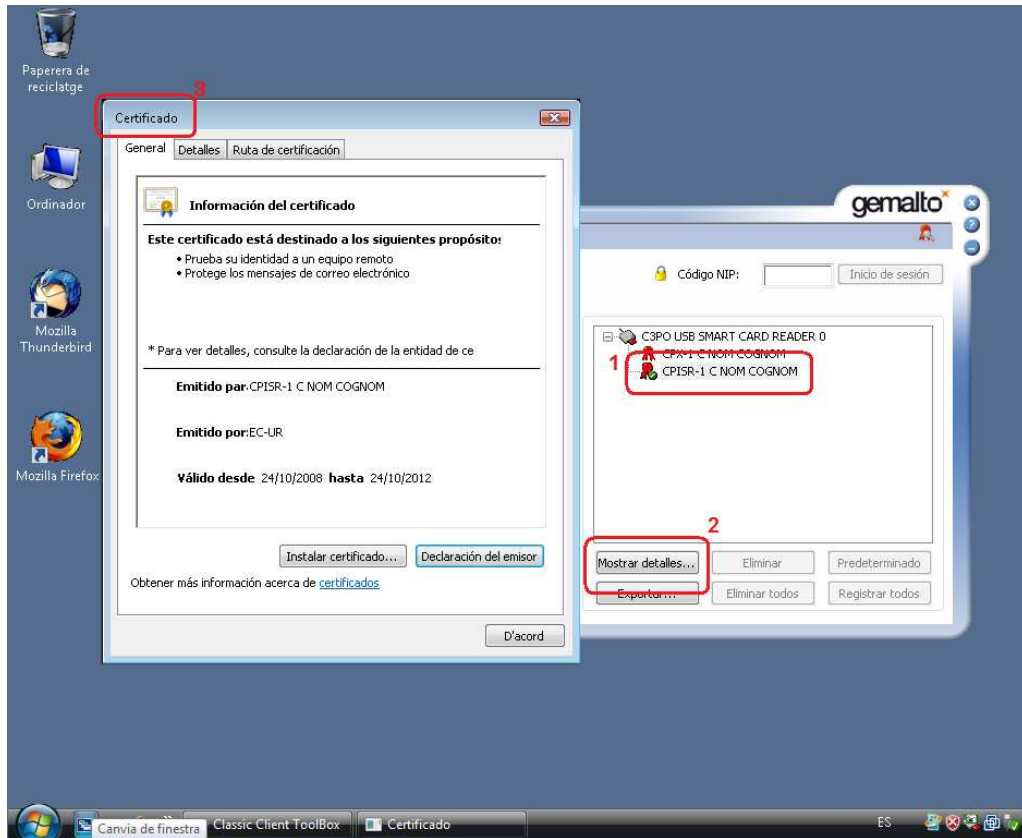 Paperera de
reciclatge
3
Certificado
General Detalles Ruta de certificación
Información del certificado
Este certificado está destinado a los siguientes propósito:
• Prueba su identidad a un equipo remoto
• Protege los mensajes de correo electrónico
* Para ver detalles, consulte la declaración de la entidad de ce
Emitido par.CPISR-1 C NOM COGNOM
Emitido por:EC-UR
Válido desde 24/10/2008 hasta 24/10/2012
Instalar certificado... Declaración del emisor
Obtener más información acerca de certificados
D'acord
Ordinador
Mozilla
Thunderbird
Mozilla Firefox
gemalto
Código NIP:
Inicio de sesión
C3PO USB SMART CARD READER 0
CPX-1 C NOM COGNOM
1
CPISR-1 C NOM COGNOM
2
Mostrar detalles... Eliminar Predeterminado
Exportar... Eliminar todos Registrar todos
Canvia de finestra
Classic Client ToolBox
Certificado
ES